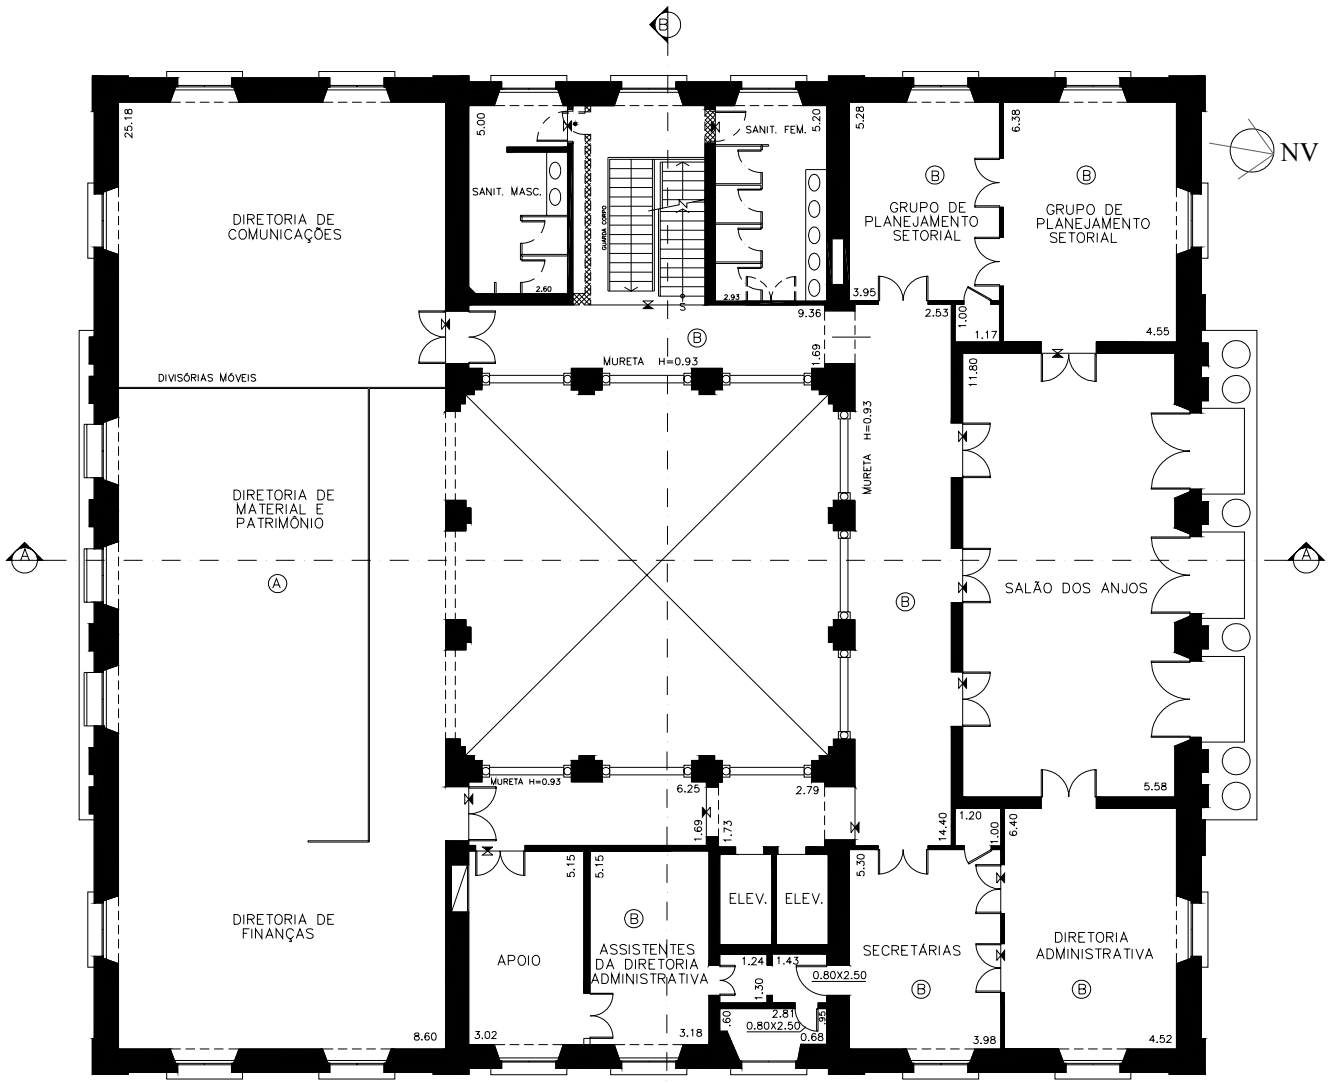 B
25.18
5.00
SANIT. FEM.
5.20
5.28
6.38
NV
SANIT. MASC.
GUARDA CORPO
B
B
DIRETORIA DE
COMUNICAÇÕES
GRUPO DE
PLANEJAMENTO
SETORIAL
GRUPO DE
PLANEJAMENTO
SETORIAL
2.60
2.93
3.95
S
9.36
2.53
1.00
1.17
4.55
B
1.69
MURETA H=0.93
11.80
DIVISÓRIAS MÓVEIS
MURETA H=0.93
DIRETORIA DE
MATERIAL E
PATRIMÔNIO
A
A
A
B
SALÃO DOS ANJOS
MURETA H=0.93
6.25
2.79
5.58
1.69
1.73
14.40
1.20
1.00
6.40
5.15
5.15
5.30
ELEV.
ELEV.
DIRETORIA DE
FINANÇAS
B
APOIO
ASSISTENTES
DA DIRETORIA
ADMINISTRATIVA
SECRETÁRIAS
DIRETORIA
ADMINISTRATIVA
1.24
1.43
0.80X2.50
1.30
B
B
.60
2.81
.95
0.80X2.50
0.68
8.60
3.02
3.18
3.98
4.52
B